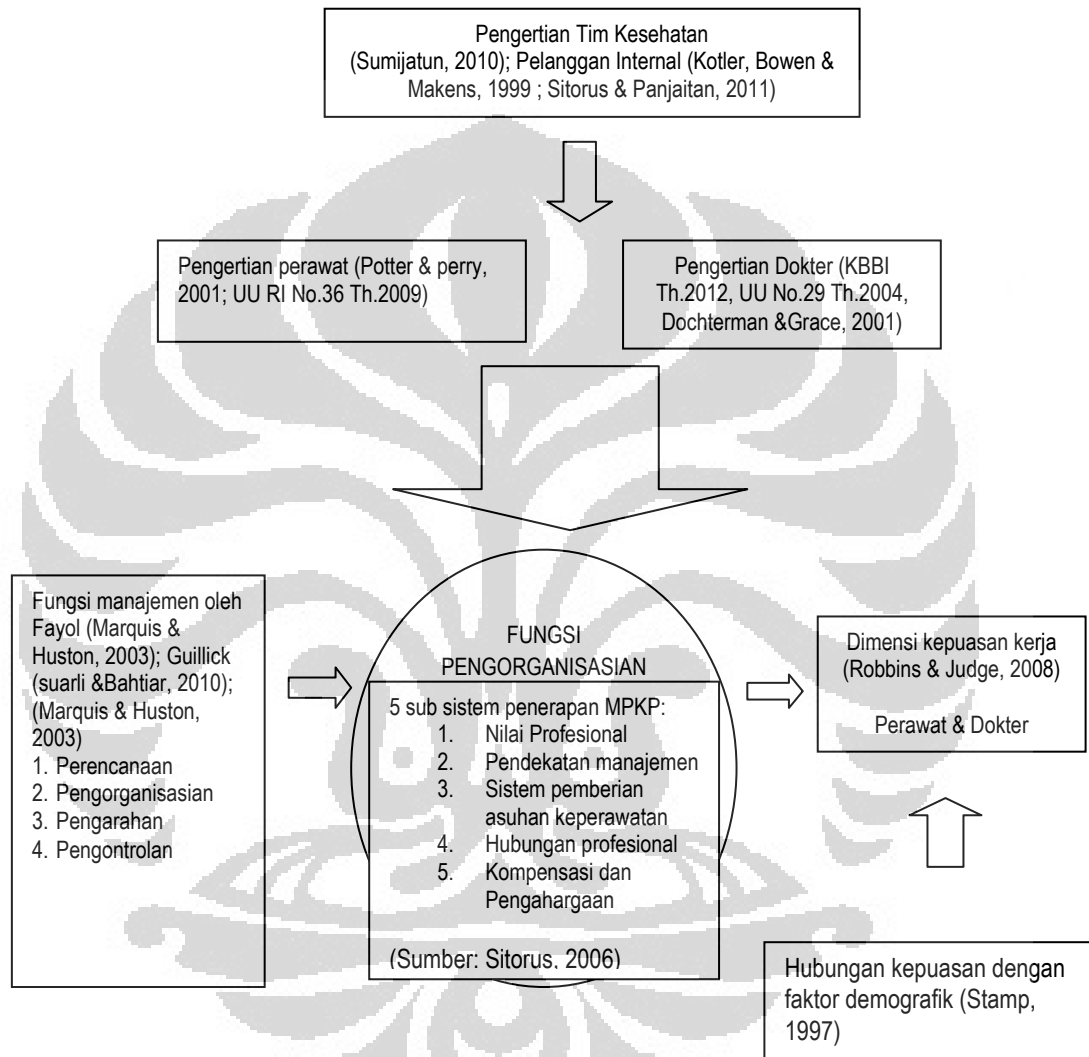 Pengertian Tim Kesehatan
(Sumijatun, 2010); Pelanggan Internal (Kotler, Bowen &
Makens, 1999 ; Sitorus & Panjaitan, 2011)
Pengertian perawat (Potter & perry,
2001; UU RI No.36 Th.2009)
Pengertian Dokter (KBBI
Th.2012, UU No.29 Th.2004,
Dochterman &Grace, 2001)
Fungsi manajemen oleh
Fayol (Marquis &
Huston, 2003); Guillick
(suarli &Bahtiar, 2010);
(Marquis & Huston,
2003)
1. Perencanaan
2. Pengorganisasian
3. Pengarahan
4. Pengontrolan
FUNGSI
PENGORGANISASIAN
5 sub sistem penerapan MPKP:
1. Nilai Profesional
2. Pendekatan manajemen
3. Sistem pemberian
asuhan keperawatan
4. Hubungan profesional
5. Kompensasi dan
Pengahargaan
(Sumber: Sitorus, 2006)
Dimensi kepuasan kerja
(Robbins & Judge, 2008)
Perawat & Dokter
Hubungan kepuasan dengan
faktor demografik (Stamp,
1997)